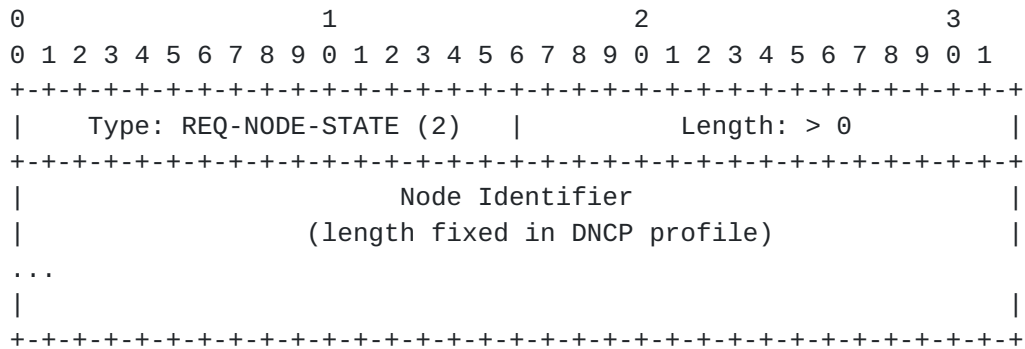 0                   1                   2                   3
0 1 2 3 4 5 6 7 8 9 0 1 2 3 4 5 6 7 8 9 0 1 2 3 4 5 6 7 8 9 0 1
+-+-+-+-+-+-+-+-+-+-+-+-+-+-+-+-+-+-+-+-+-+-+-+-+-+-+-+-+-+-+-+-+
|    Type: REQ-NODE-STATE (2)   |          Length: > 0          |
+-+-+-+-+-+-+-+-+-+-+-+-+-+-+-+-+-+-+-+-+-+-+-+-+-+-+-+-+-+-+-+-+
|                        Node Identifier                        |
|                  (length fixed in DNCP profile)               |
...
|                                                               |
+-+-+-+-+-+-+-+-+-+-+-+-+-+-+-+-+-+-+-+-+-+-+-+-+-+-+-+-+-+-+-+-+